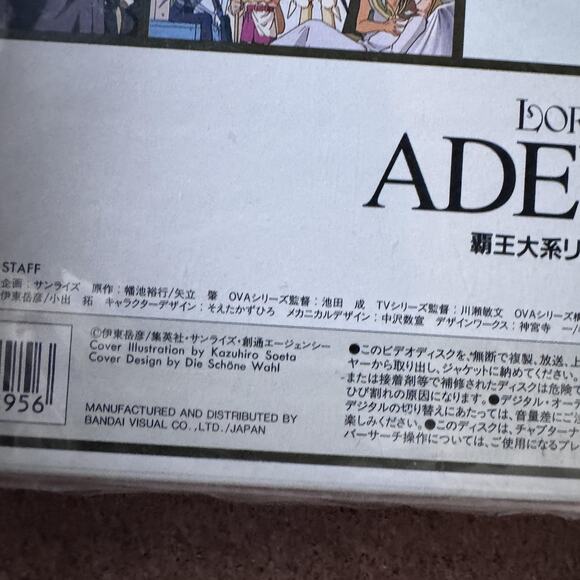 LOR
ADE
覇王大系リ
STAFF
企画：サンライズ 原作：幡池裕行/矢立 肇 OVAシリーズ監督：池田 成 TVシリーズ監督：川瀬敏文 OVAシリーズ構
伊東岳彦/小出 拓 キャラクターデザイン：そえたかずひろ メカニカルデザイン：中沢数宣 デザインワークス：神宮寺 一/
©伊東岳彦/集英社・サンライズ・創通エージェンシー
Cover Illustration by Kazuhiro Soeta
Cover Design by Die Schöne Wahl
956
MANUFACTURED AND DISTRIBUTED BY
BANDAI VISUAL CO.,LTD./JAPAN
●このビデオディスクを、無断で複製、放送、上
ヤーから取り出し、ジャケットに納めてください。
または接着剤等で補修されたディスクは危険で
ひび割れの原因になります。●デジタル・オーデ
デジタルの切り替えにあたっては、音量差にご注
楽しみください。●このディスクは、チャプターナ
バーサーチ操作については、ご使用になるプレ